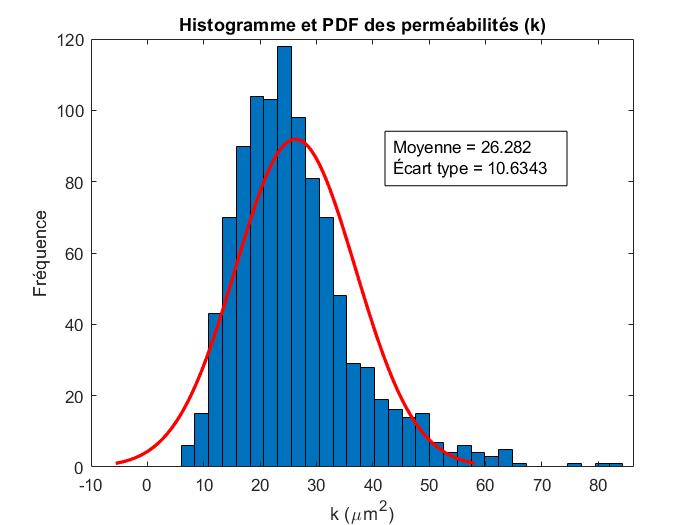 Histogramme et PDF des perméabilités (k)
120
100
80
60
40
20
0
Fréquence
Moyenne = 26.282
Écart type = 10.6343
-10 0 10 20 30 40 50 60 70 80
k (μm²)